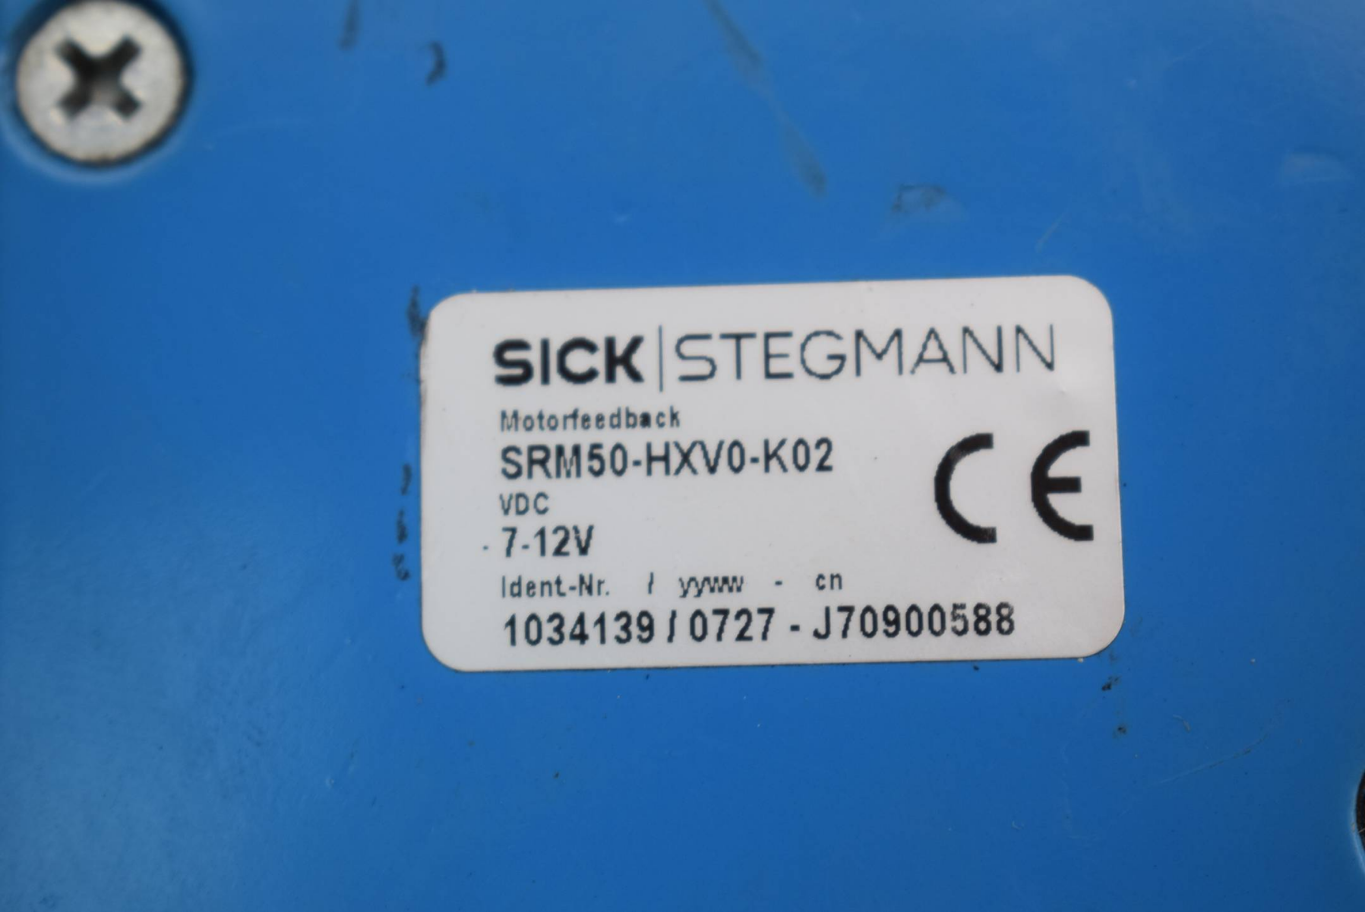 SICK|STEGMANN
Motorfeedback
SRM50-HXV0-K02
VDC
7-12V
Ident.-Nr. / yyww - cn
1034139 / 0727 - J70900588
CE